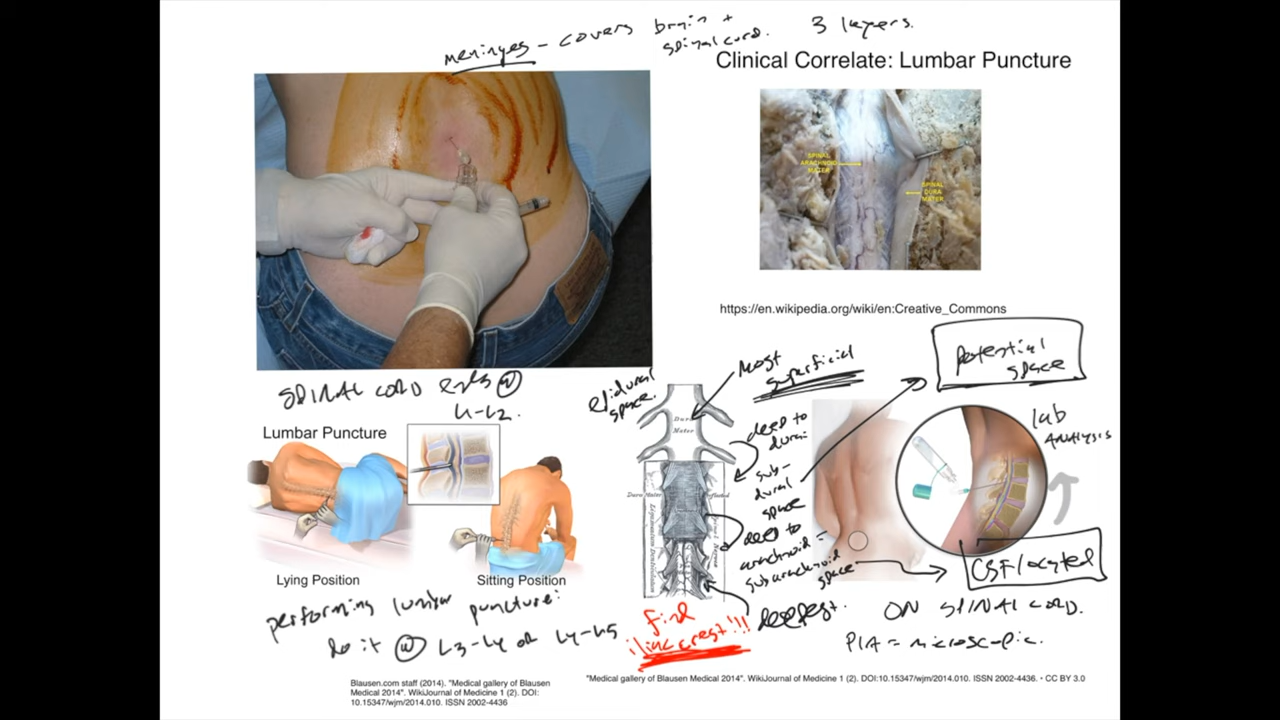 meninges – covers brain +
spinal cord.
3 layers.
Clinical Correlate: Lumbar Puncture
SPINAL
ARACHNOID
MATER
SPINAL
DURA
MATER
https://en.wikipedia.org/wiki/en:Creative_Commons
SPINAL CORD ends @
L1-L2.
Lumbar Puncture
Lying Position
Sitting Position
performing lumbar puncture:
do it @ L3-L4 or L4-L5
epidural
space.
most
superficial
Dura
Mater
deep to
dura:
sub-
dural
space
deep to
arachnoid =
subarachnoid
space
deepest.
Dura Mater
Reflected
Ligamentum Denticulatum
Spinal Nerves
find
iliac crest!!!
potential
space
lab
ANALYSIS
CSF located
ON SPINAL CORD.
PIA = microscopic.
Blausen.com staff (2014). "Medical gallery of Blausen
Medical 2014". WikiJournal of Medicine 1 (2). DOI:
10.15347/wjm/2014.010. ISSN 2002-4436
"Medical gallery of Blausen Medical 2014". WikiJournal of Medicine 1 (2). DOI:10.15347/wjm/2014.010. ISSN 2002-4436. • CC BY 3.0